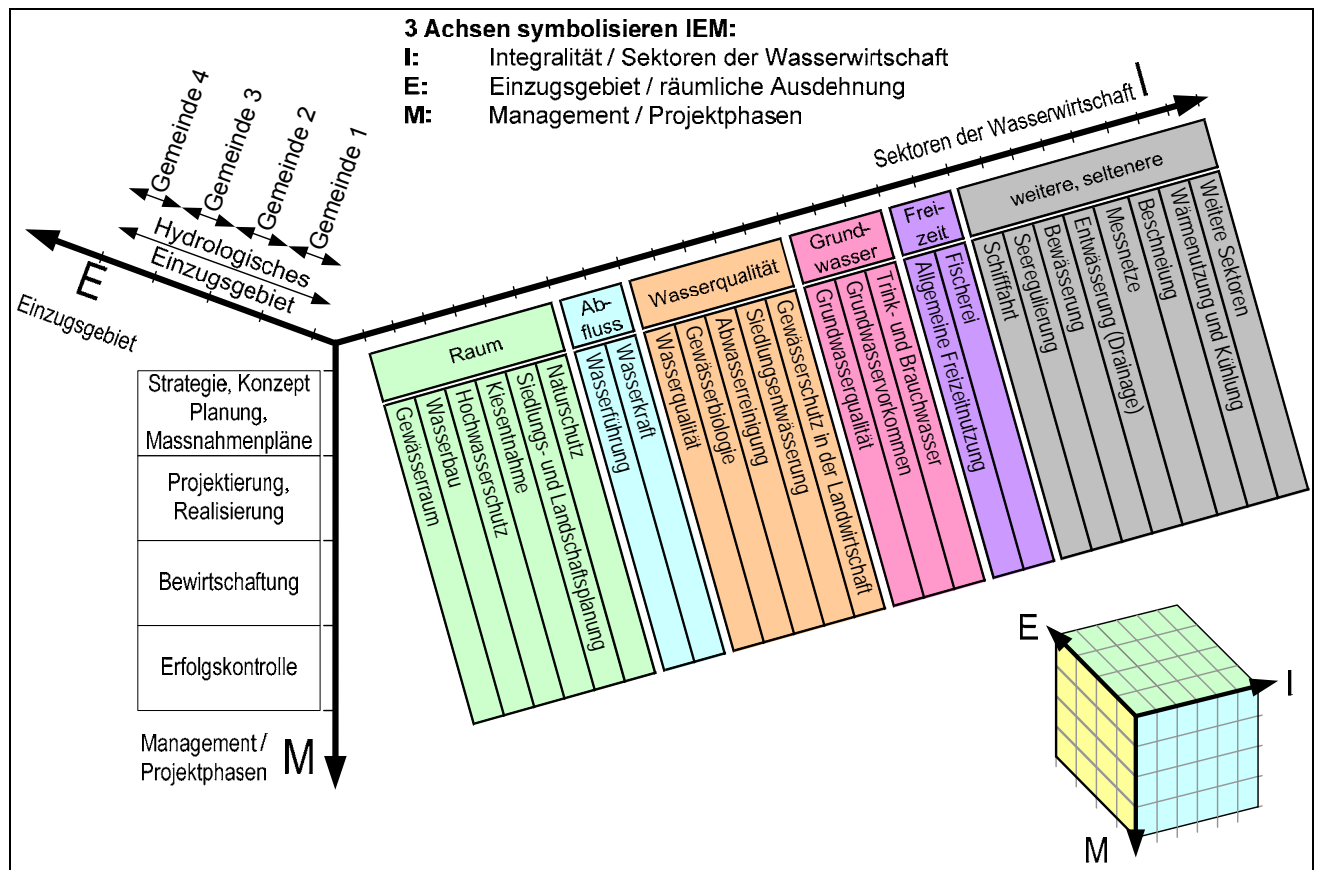 3 Achsen symbolisieren IEM:
I: Integralität / Sektoren der Wasserwirtschaft
E: Einzugsgebiet / räumliche Ausdehnung
M: Management / Projektphasen
Gemeinde 4
Gemeinde 3
Gemeinde 2
Gemeinde 1
Hydrologisches
Einzugsgebiet
E
Einzugsgebiet
Sektoren der Wasserwirtschaft
I
Raum
Gewässerraum
Wasserbau
Hochwasserschutz
Kiesentnahme
Siedlungs- und Landschaftsplanung
Naturschutz
Ab-
fluss
Wasserführung
Wasserkraft
Wasserqualität
Wasserqualität
Gewässerbiologie
Abwasserreinigung
Siedlungsentwässerung
Gewässerschutz in der Landwirtschaft
Grund-
wasser
Grundwasserqualität
Grundwasservorkommen
Trink- und Brauchwasser
Frei-
zeit
Allgemeine Freizeitnutzung
Fischerei
weitere, seltenere
Schiffahrt
Seeregulierung
Bewässerung
Entwässerung (Drainage)
Messnetze
Beschneiung
Wärmenutzung und Kühlung
Weitere Sektoren
Strategie, Konzept
Planung,
Massnahmenpläne
Projektierung,
Realisierung
Bewirtschaftung
Erfolgskontrolle
Management /
Projektphasen
M
E
I
M